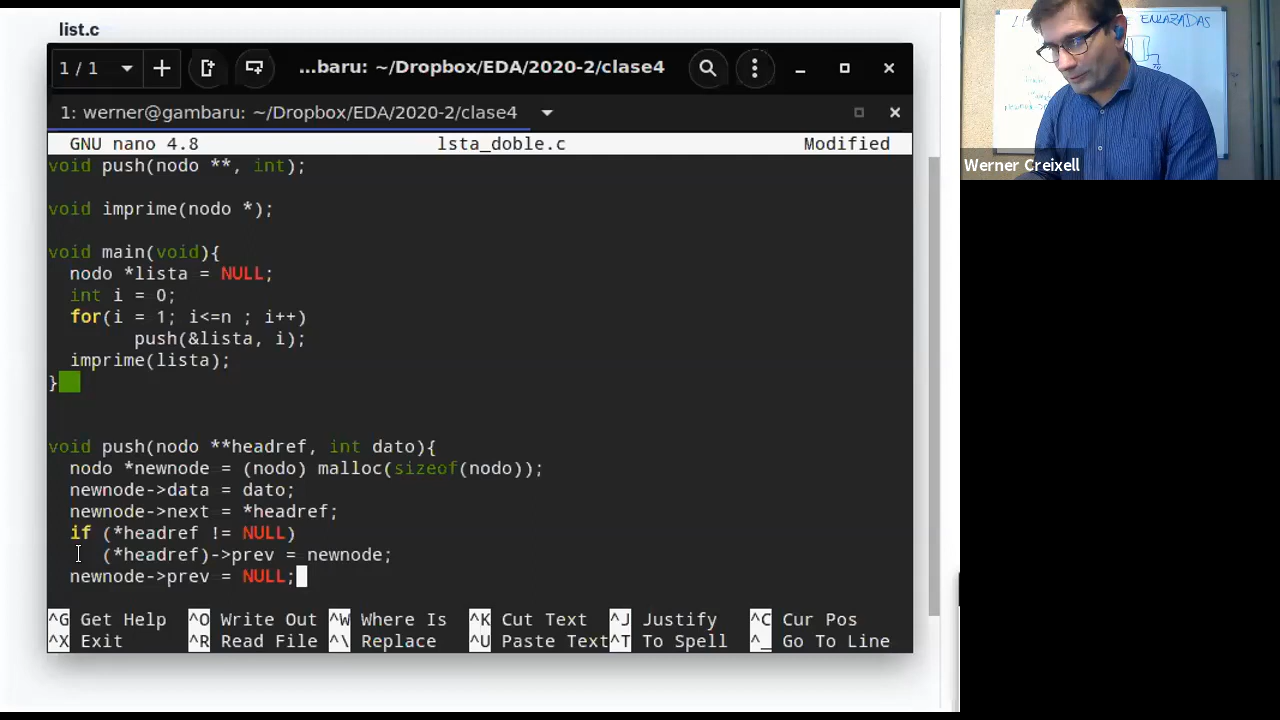 list.c
1 / 1
...baru: ~/Dropbox/EDA/2020-2/clase4
1: werner@gambaru: ~/Dropbox/EDA/2020-2/clase4
GNU nano 4.8 lsta_doble.c Modified
void push(nodo **, int);
void imprime(nodo *);
void main(void){
nodo *lista = NULL;
int i = 0;
for(i = 1; i<=n ; i++)
push(&lista, i);
imprime(lista);
}
void push(nodo **headref, int dato){
nodo *newnode = (nodo) malloc(sizeof(nodo));
newnode->data = dato;
newnode->next = *headref;
if (*headref != NULL)
(*headref)->prev = newnode;
newnode->prev = NULL;
^G Get Help ^O Write Out ^W Where Is ^K Cut Text ^J Justify ^C Cur Pos
^X Exit ^R Read File ^\ Replace ^U Paste Text ^T To Spell ^_ Go To Line
ENLAZADAS
Werner Creixell